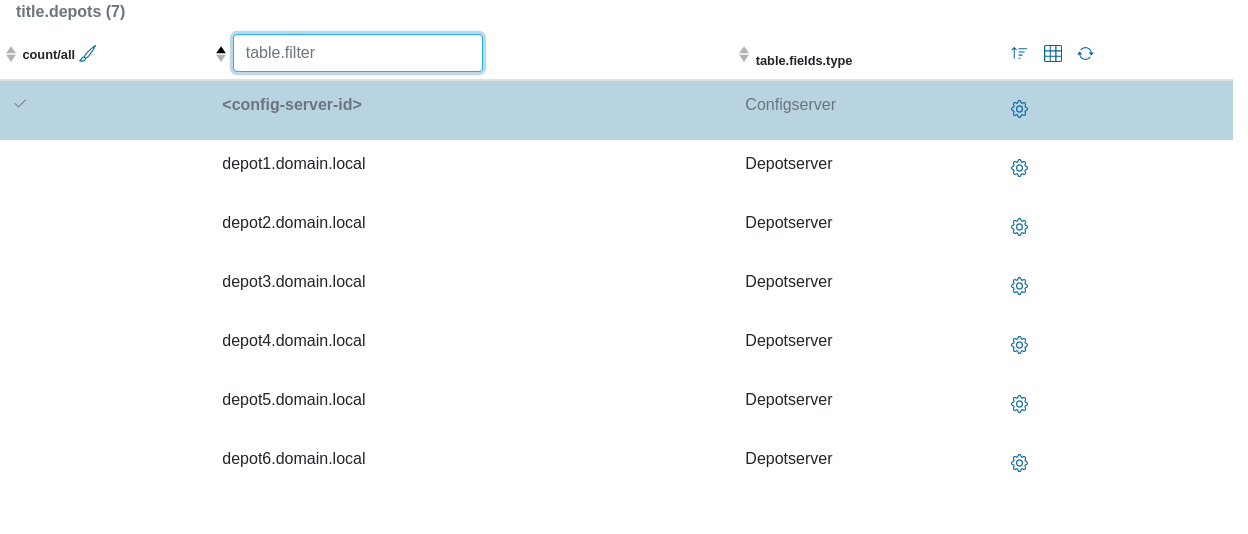 title.depots (7)
count/all table.filter table.fields.type
<config-server-id> Configserver
depot1.domain.local Depotserver
depot2.domain.local Depotserver
depot3.domain.local Depotserver
depot4.domain.local Depotserver
depot5.domain.local Depotserver
depot6.domain.local Depotserver